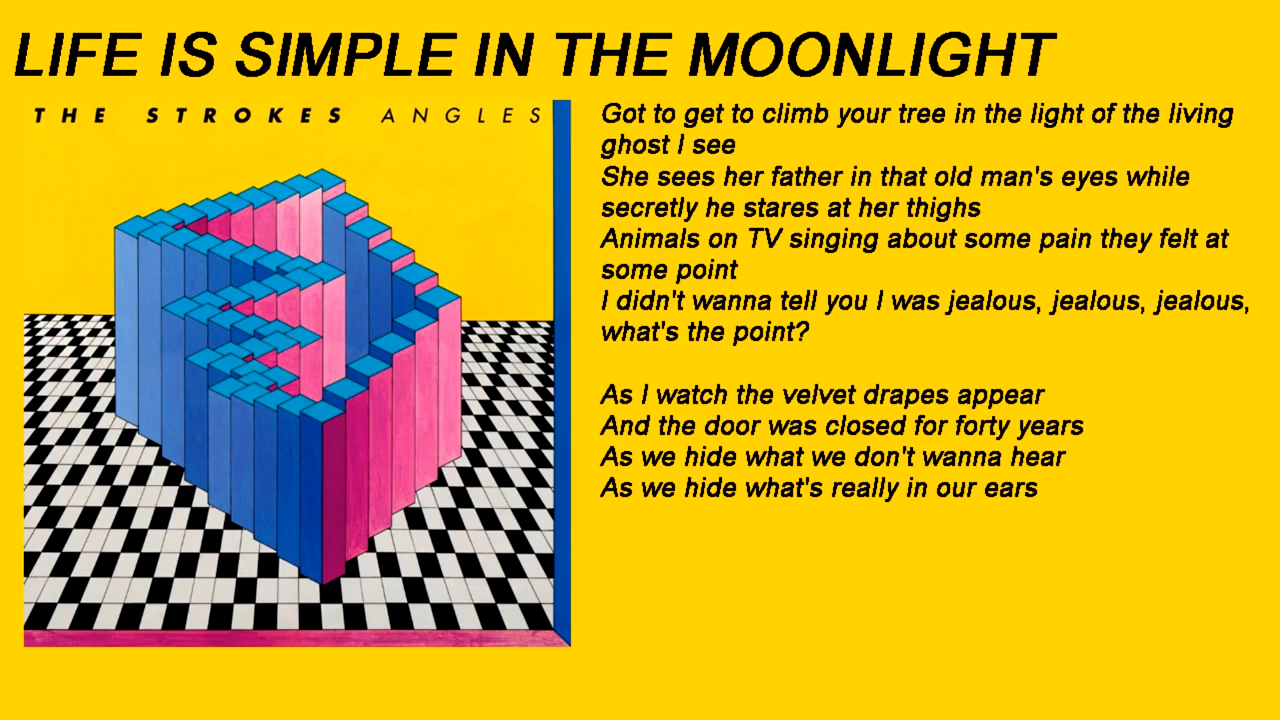 LIFE IS SIMPLE IN THE MOONLIGHT
THE STROKES ANGLES
Got to get to climb your tree in the light of the living
ghost I see
She sees her father in that old man's eyes while
secretly he stares at her thighs
Animals on TV singing about some pain they felt at
some point
I didn't wanna tell you I was jealous, jealous, jealous,
what's the point?
As I watch the velvet drapes appear
And the door was closed for forty years
As we hide what we don't wanna hear
As we hide what's really in our ears